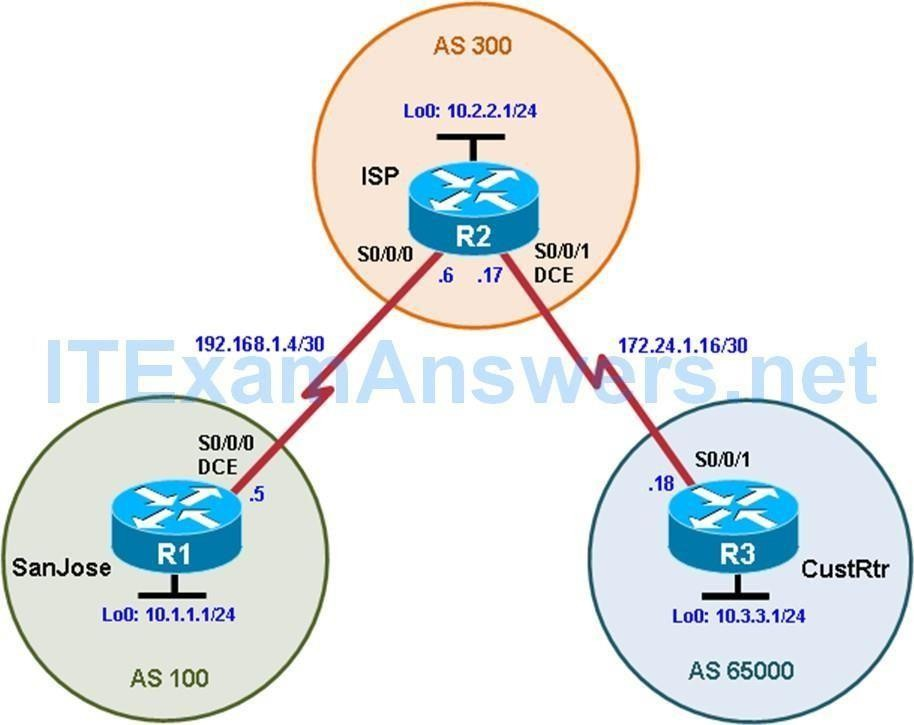 AS 300
Lo0: 10.2.2.1/24
ISP
R2
S0/0/0
S0/0/1
DCE
.6
.17
192.168.1.4/30
172.24.1.16/30
ITExamAnswers.net
S0/0/0
DCE
.5
S0/0/1
.18
R1
SanJose
R3
CustRtr
Lo0: 10.1.1.1/24
Lo0: 10.3.3.1/24
AS 100
AS 65000